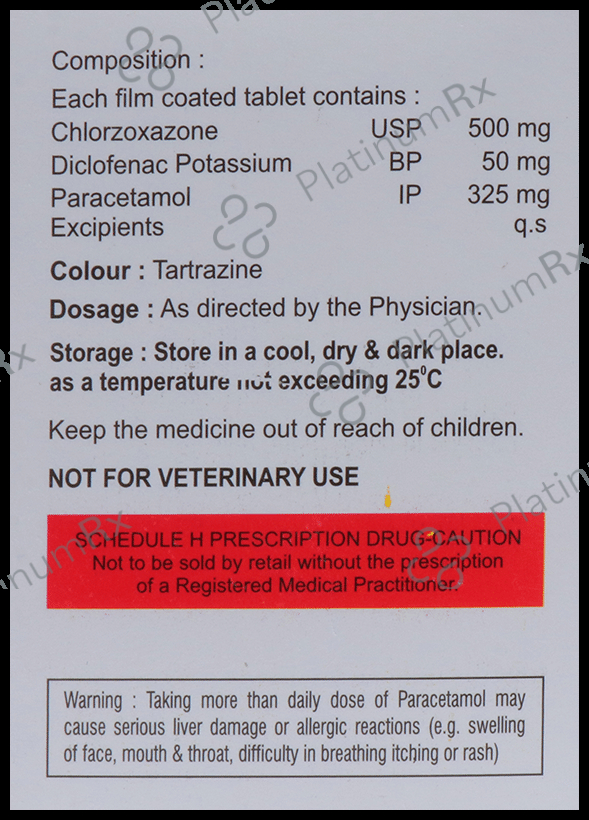 Composition :
Each film coated tablet contains :
Chlorzoxazone USP 500 mg
Diclofenac Potassium BP 50 mg
Paracetamol IP 325 mg
Excipients q.s
Colour : Tartrazine
Dosage : As directed by the Physician.
Storage : Store in a cool, dry & dark place.
as a temperature not exceeding 25°C
Keep the medicine out of reach of children.
NOT FOR VETERINARY USE
SCHEDULE H PRESCRIPTION DRUG-CAUTION
Not to be sold by retail without the prescription
of a Registered Medical Practitioner.
Warning : Taking more than daily dose of Paracetamol may
cause serious liver damage or allergic reactions (e.g. swelling
of face, mouth & throat, difficulty in breathing itching or rash)
PlatinumRx
PlatinumRx